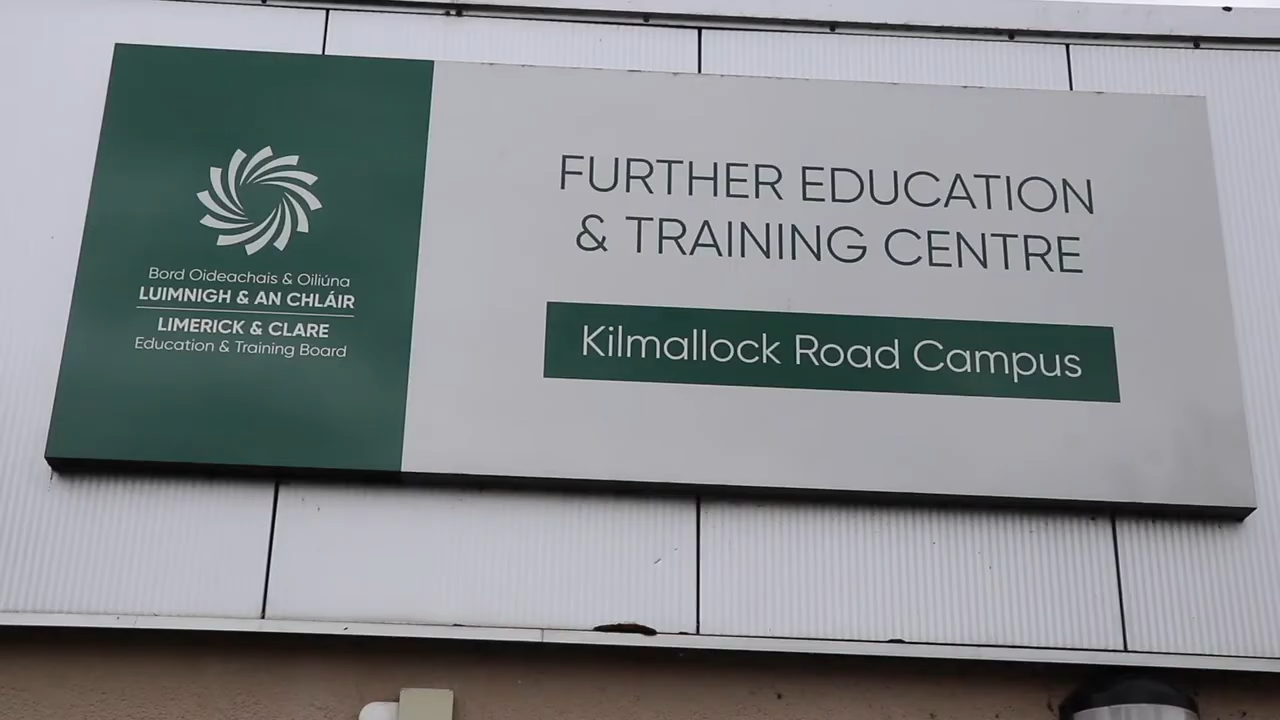 Bord Oideachais & Oiliúna
LUIMNIGH & AN CHLÁIR
LIMERICK & CLARE
Education & Training Board
FURTHER EDUCATION
& TRAINING CENTRE
Kilmallock Road Campus